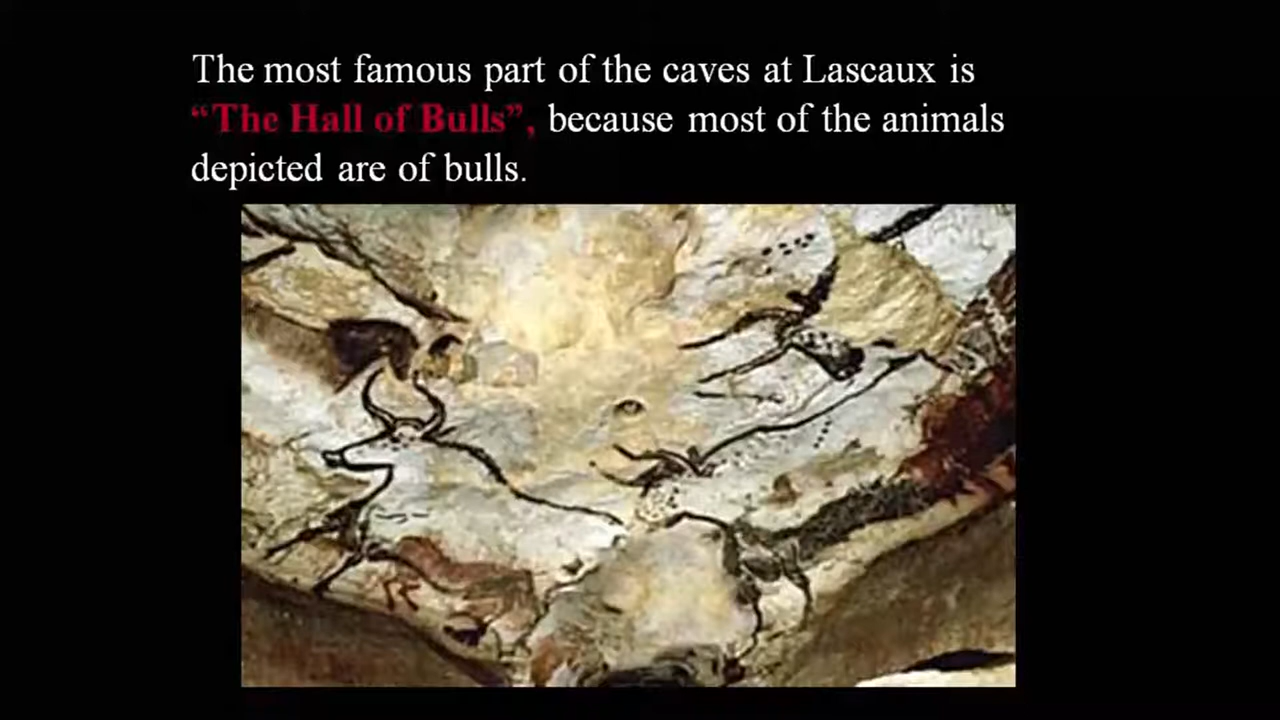 The most famous part of the caves at Lascaux is
“The Hall of Bulls”, because most of the animals
depicted are of bulls.